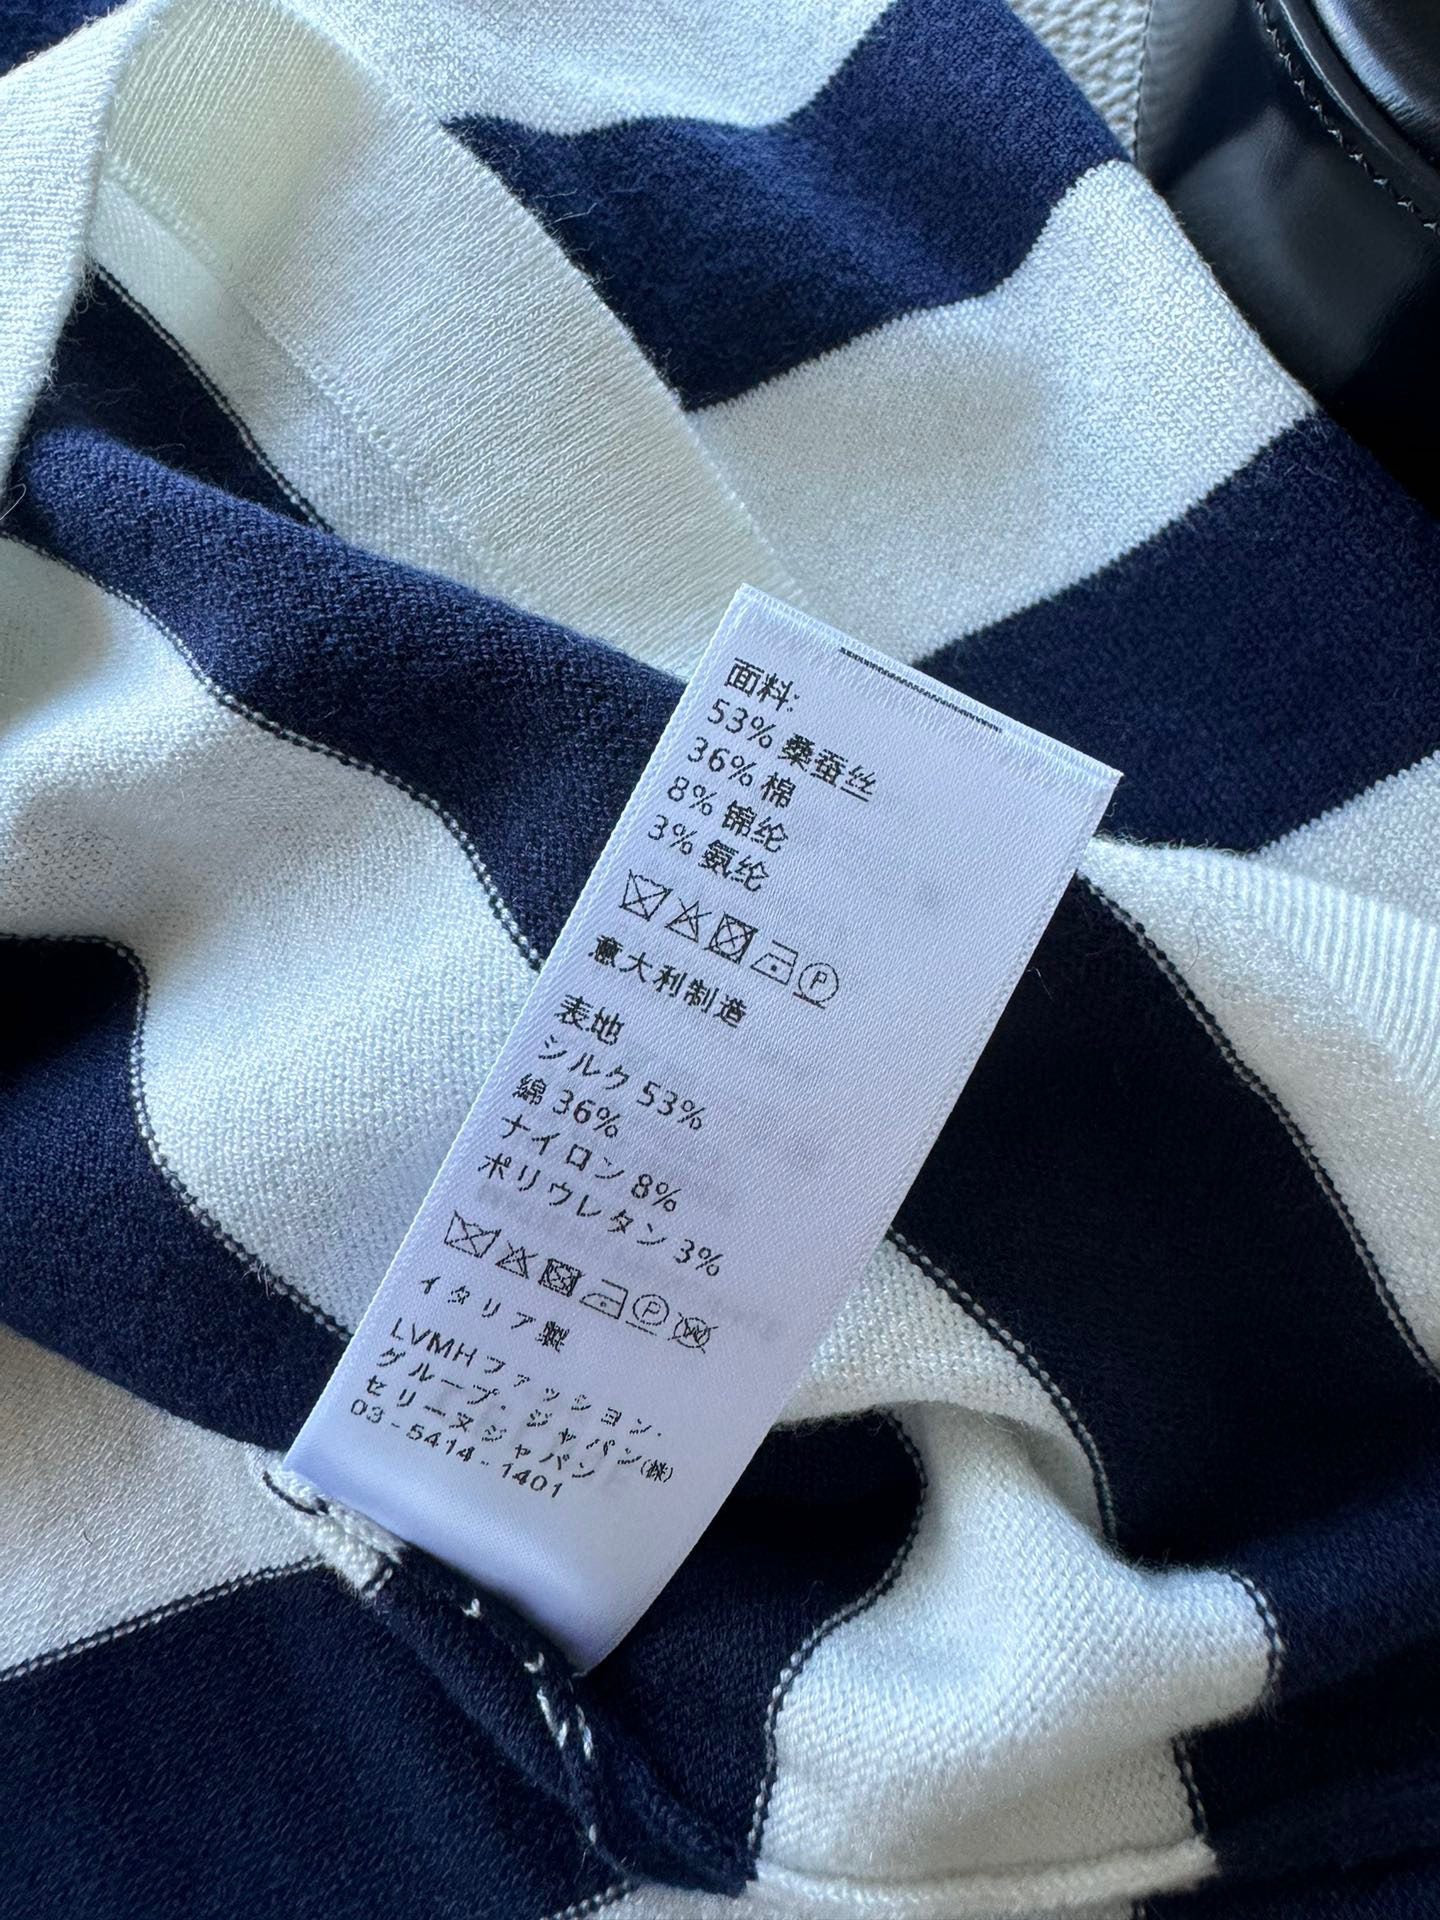 面料:
53% 桑蚕丝
36% 棉
8% 锦纶
3% 氨纶
P
意大利制造
表地
シルク 53%
綿 36%
ナイロン 8%
ポリウレタン 3%
P W
イタリア製
LVMHファッション.
グループ.ジャパン(株)
セリーヌジャパン
03-5414-1401